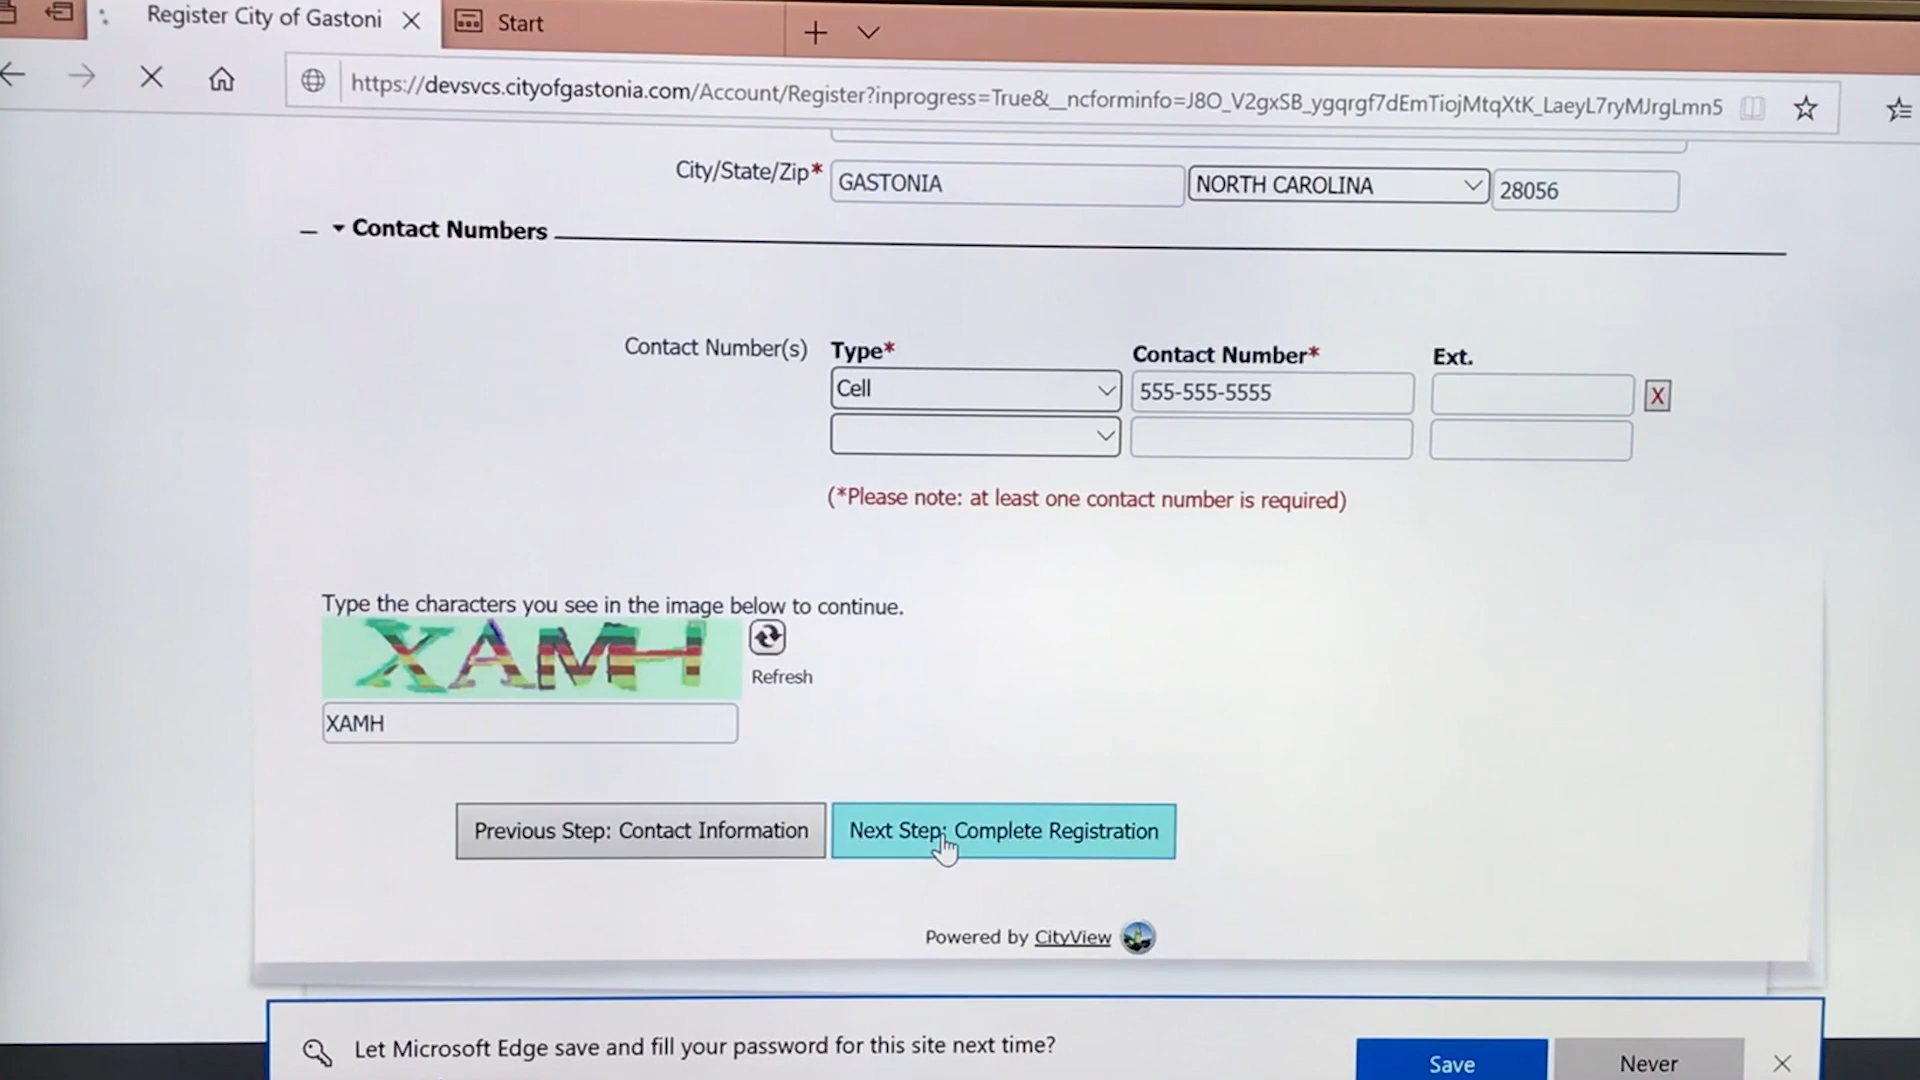 Register City of Gastoni
Start
https://devsvcs.cityofgastonia.com/Account/Register?inprogress=True&__ncforminfo=J8O_V2gxSB_ygqrgf7dEmTiojMtqXtK_LaeyL7ryMJrgLmn5
City/State/Zip* GASTONIA NORTH CAROLINA 28056
Contact Numbers
Contact Number(s) Type* Contact Number* Ext.
Cell 555-555-5555 X
(*Please note: at least one contact number is required)
Type the characters you see in the image below to continue.
XAMH
Refresh
XAMH
Previous Step: Contact Information Next Step: Complete Registration
Powered by CityView
Let Microsoft Edge save and fill your password for this site next time?
Save Never